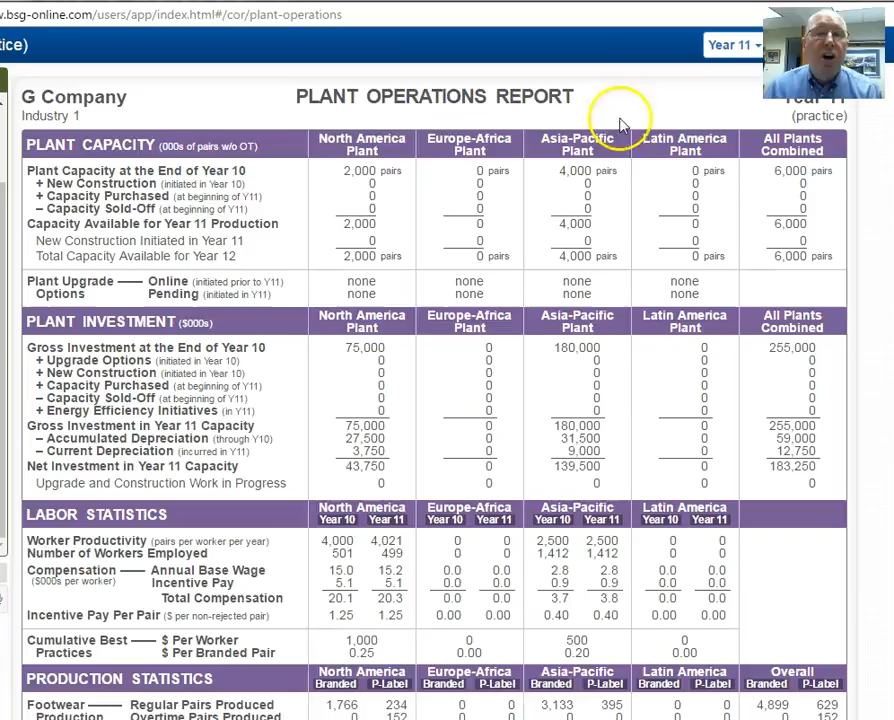 w.bsg-online.com/users/app/index.html#/cor/plant-operations
tice)
Year 11
G Company
PLANT OPERATIONS REPORT
Industry 1
(practice)
PLANT CAPACITY (000s of pairs w/o OT)
North America Plant Europe-Africa Plant Asia-Pacific Plant Latin America Plant All Plants Combined
Plant Capacity at the End of Year 10 2,000 pairs 0 pairs 4,000 pairs 0 pairs 6,000 pairs
+ New Construction (initiated in Year 10) 0 0 0 0 0
+ Capacity Purchased (at beginning of Y11) 0 0 0 0 0
– Capacity Sold-Off (at beginning of Y11) 0 0 0 0 0
Capacity Available for Year 11 Production 2,000 0 4,000 0 6,000
New Construction Initiated in Year 11 0 0 0 0 0
Total Capacity Available for Year 12 2,000 pairs 0 pairs 4,000 pairs 0 pairs 6,000 pairs
Plant Upgrade — Online (initiated prior to Y11) none none none none
Options Pending (initiated in Y11) none none none none
PLANT INVESTMENT ($000s)
North America Plant Europe-Africa Plant Asia-Pacific Plant Latin America Plant All Plants Combined
Gross Investment at the End of Year 10 75,000 0 180,000 0 255,000
+ Upgrade Options (initiated in Year 10) 0 0 0 0 0
+ New Construction (initiated in Year 10) 0 0 0 0 0
+ Capacity Purchased (at beginning of Y11) 0 0 0 0 0
– Capacity Sold-Off (at beginning of Y11) 0 0 0 0 0
+ Energy Efficiency Initiatives (in Y11) 0 0 0 0 0
Gross Investment in Year 11 Capacity 75,000 0 180,000 0 255,000
– Accumulated Depreciation (through Y10) 27,500 0 31,500 0 59,000
– Current Depreciation (incurred in Y11) 3,750 0 9,000 0 12,750
Net Investment in Year 11 Capacity 43,750 0 139,500 0 183,250
Upgrade and Construction Work in Progress 0 0 0 0 0
LABOR STATISTICS
North America Europe-Africa Asia-Pacific Latin America
Year 10 Year 11 Year 10 Year 11 Year 10 Year 11 Year 10 Year 11
Worker Productivity (pairs per worker per year) 4,000 4,021 0 0 2,500 2,500 0 0
Number of Workers Employed 501 499 0 0 1,412 1,412 0 0
Compensation — Annual Base Wage 15.0 15.2 0.0 0.0 2.8 2.8 0.0 0.0
($000s per worker) Incentive Pay 5.1 5.1 0.0 0.0 0.9 0.9 0.0 0.0
Total Compensation 20.1 20.3 0.0 0.0 3.7 3.8 0.0 0.0
Incentive Pay Per Pair ($ per non-rejected pair) 1.25 1.25 0.00 0.00 0.40 0.40 0.00 0.00
Cumulative Best — $ Per Worker 1,000 0 500 0
Practices $ Per Branded Pair 0.25 0.00 0.20 0.00
PRODUCTION STATISTICS
North America Europe-Africa Asia-Pacific Latin America Overall
Branded P-Label Branded P-Label Branded P-Label Branded P-Label Branded P-Label
Footwear — Regular Pairs Produced 1,766 234 0 0 3,133 395 0 0 4,899 629
Production Overtime Pairs Produced 0 152 0 0 0 0 0 0 0 152